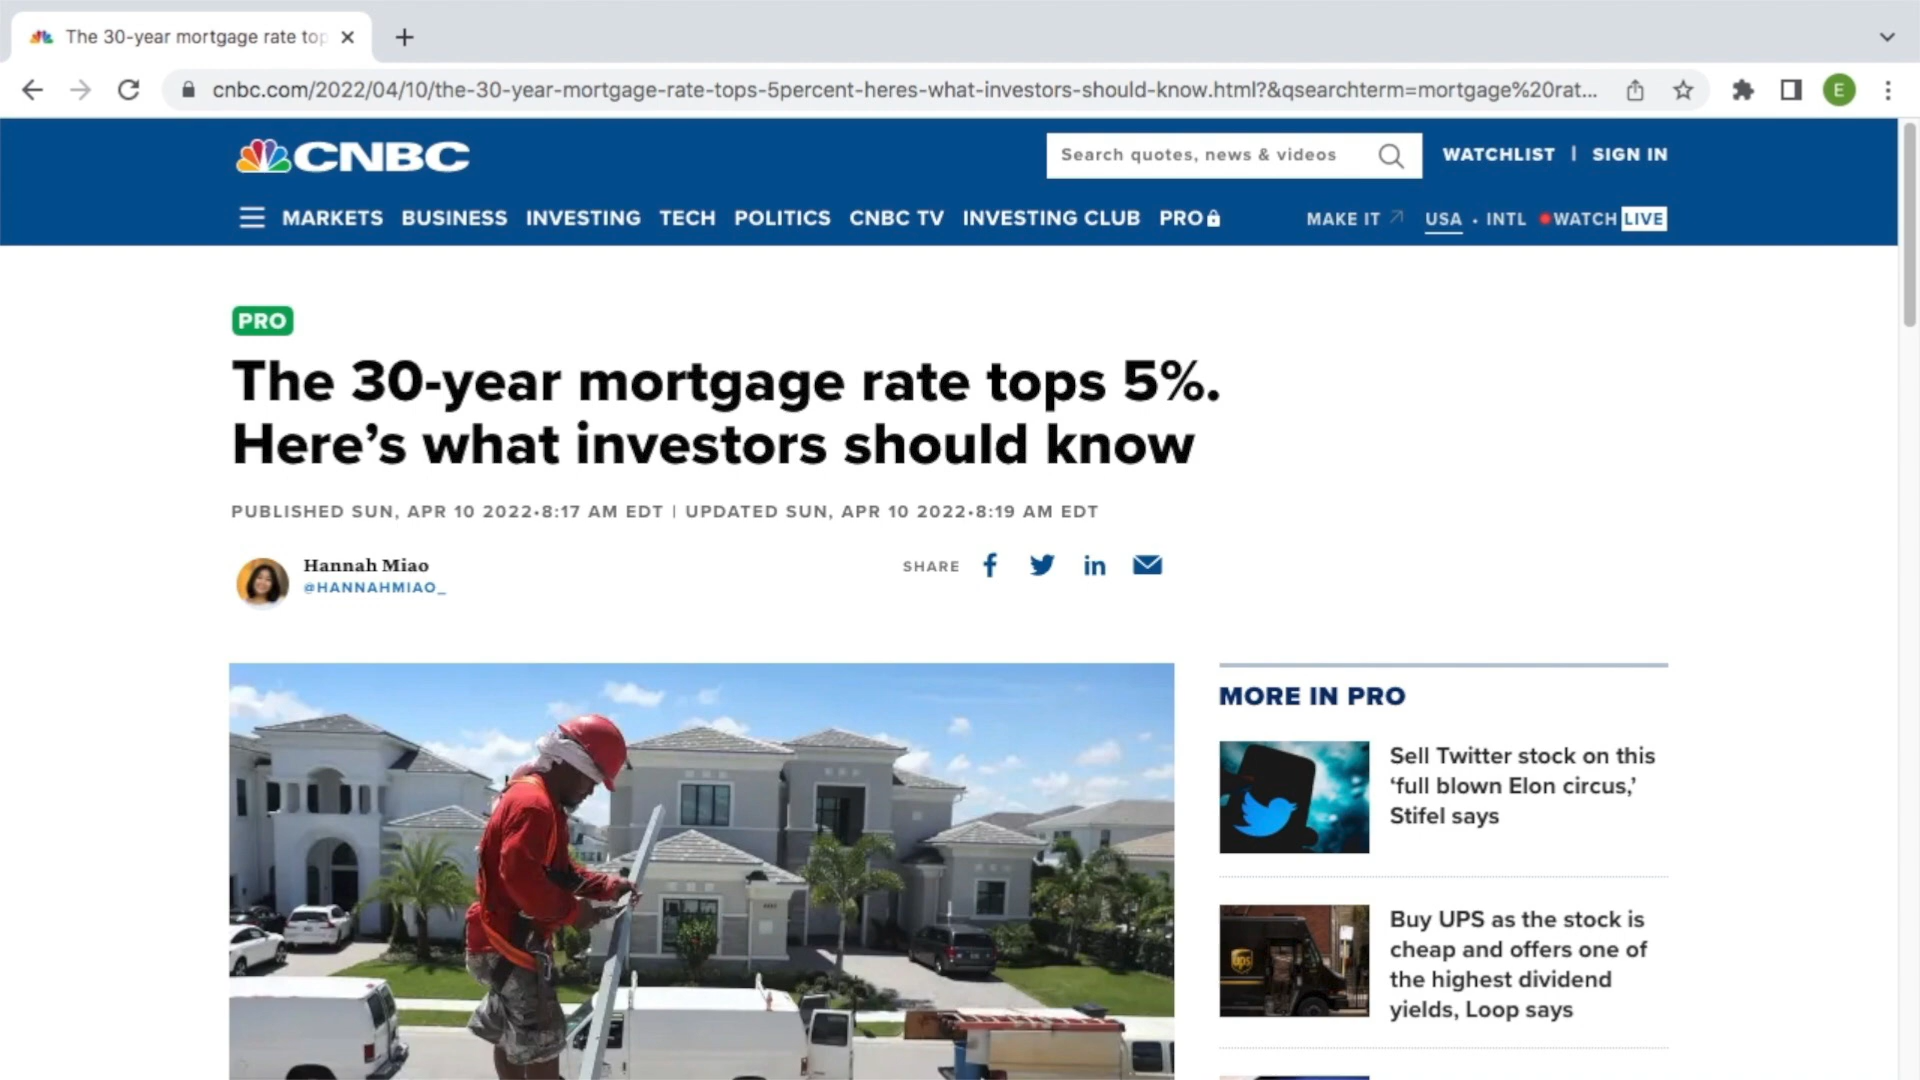 The 30-year mortgage rate top
cnbc.com/2022/04/10/the-30-year-mortgage-rate-tops-5percent-heres-what-investors-should-know.html?&qsearchterm=mortgage%20rat...
E
CNBC
Search quotes, news & videos
WATCHLIST | SIGN IN
MARKETS BUSINESS INVESTING TECH POLITICS CNBC TV INVESTING CLUB PRO
MAKE IT USA • INTL WATCH LIVE
PRO
The 30-year mortgage rate tops 5%.
Here’s what investors should know
PUBLISHED SUN, APR 10 2022•8:17 AM EDT | UPDATED SUN, APR 10 2022•8:19 AM EDT
Hannah Miao
@HANNAHMIAO_
SHARE
MORE IN PRO
Sell Twitter stock on this
‘full blown Elon circus,’
Stifel says
ups
Buy UPS as the stock is
cheap and offers one of
the highest dividend
yields, Loop says